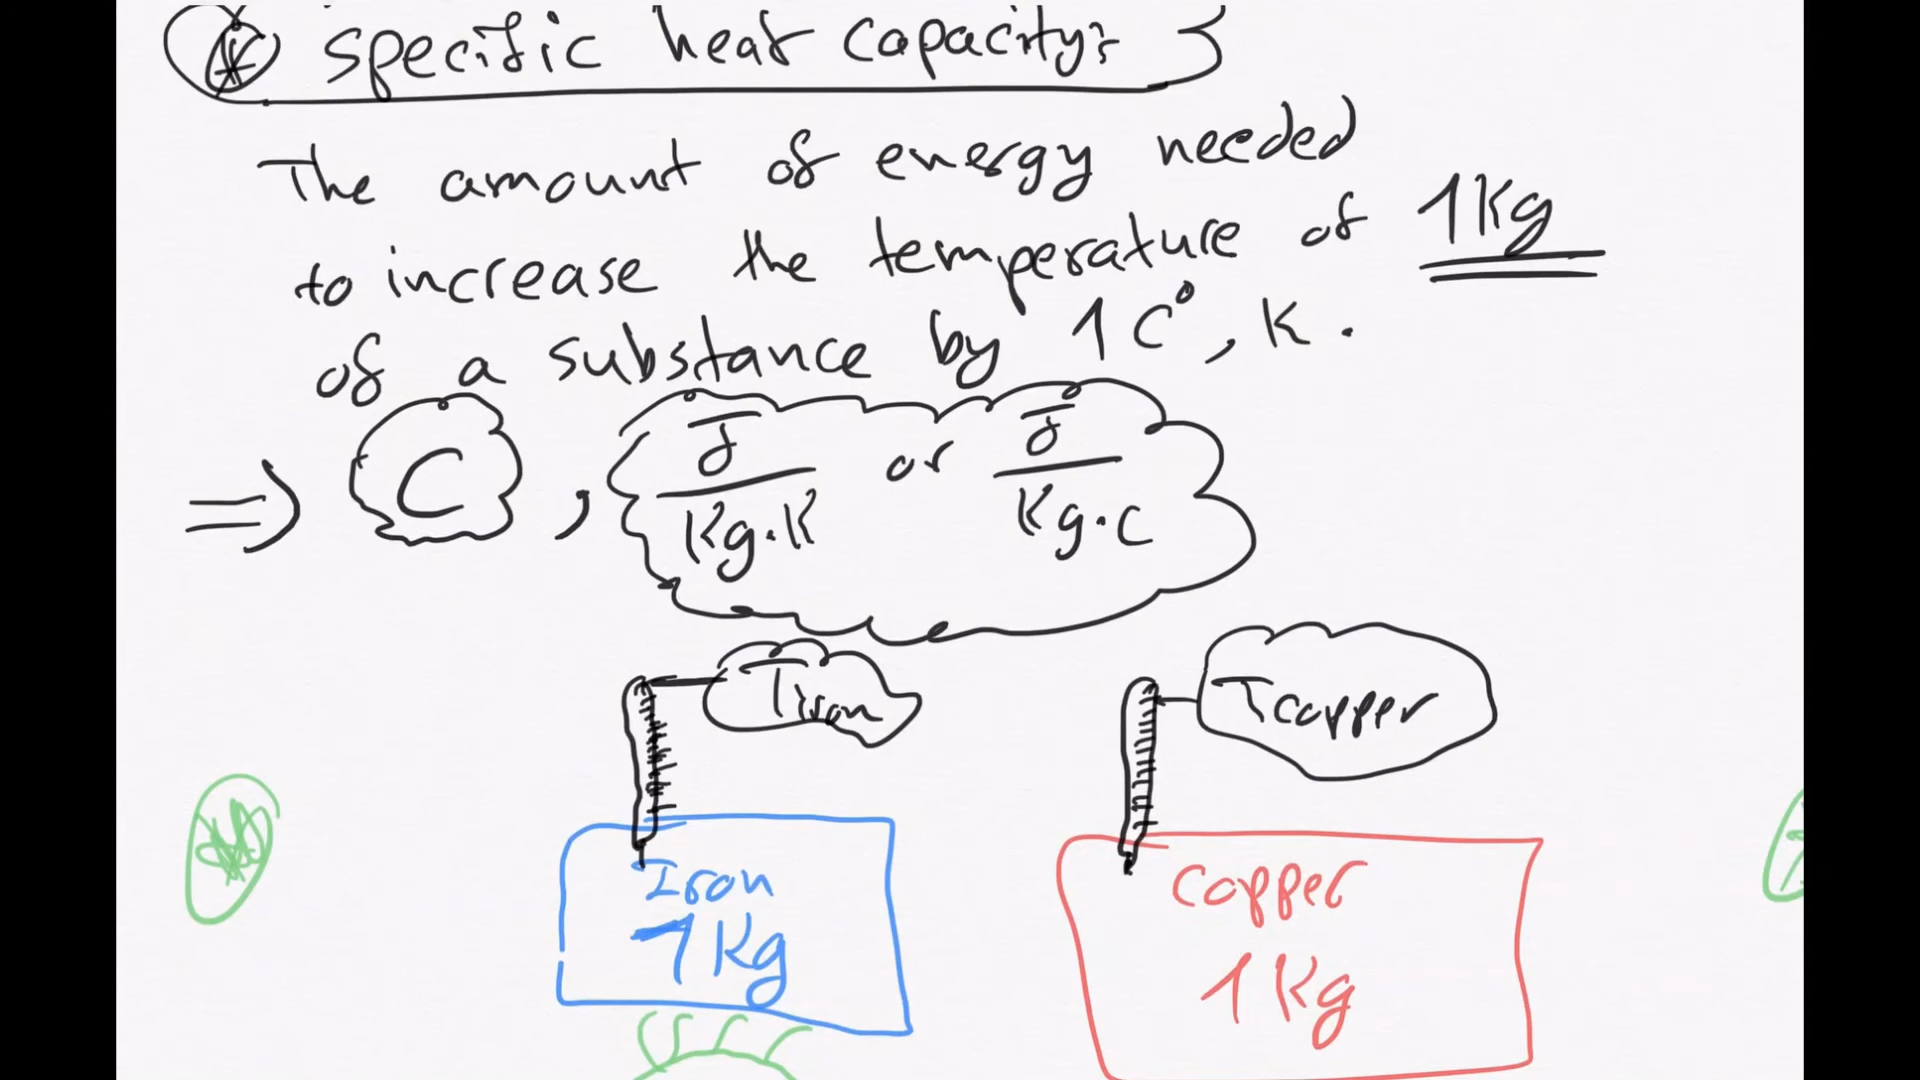 * specific heat capacity:
The amount of energy needed
to increase the temperature of 1Kg
of a substance by 1 C°, K.
⇒ C, J/Kg.K or J/Kg.C
Tiron
Tcopper
Iron
1Kg
Copper
1Kg